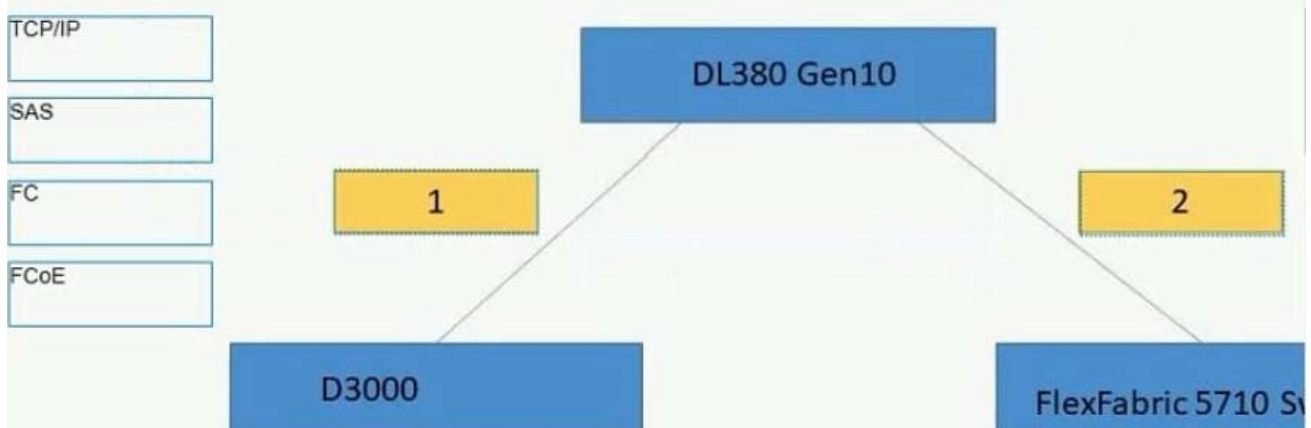 TCP/IP
DL380 Gen10
SAS
1
2
FC
FCoE
D3000
FlexFabric 5710